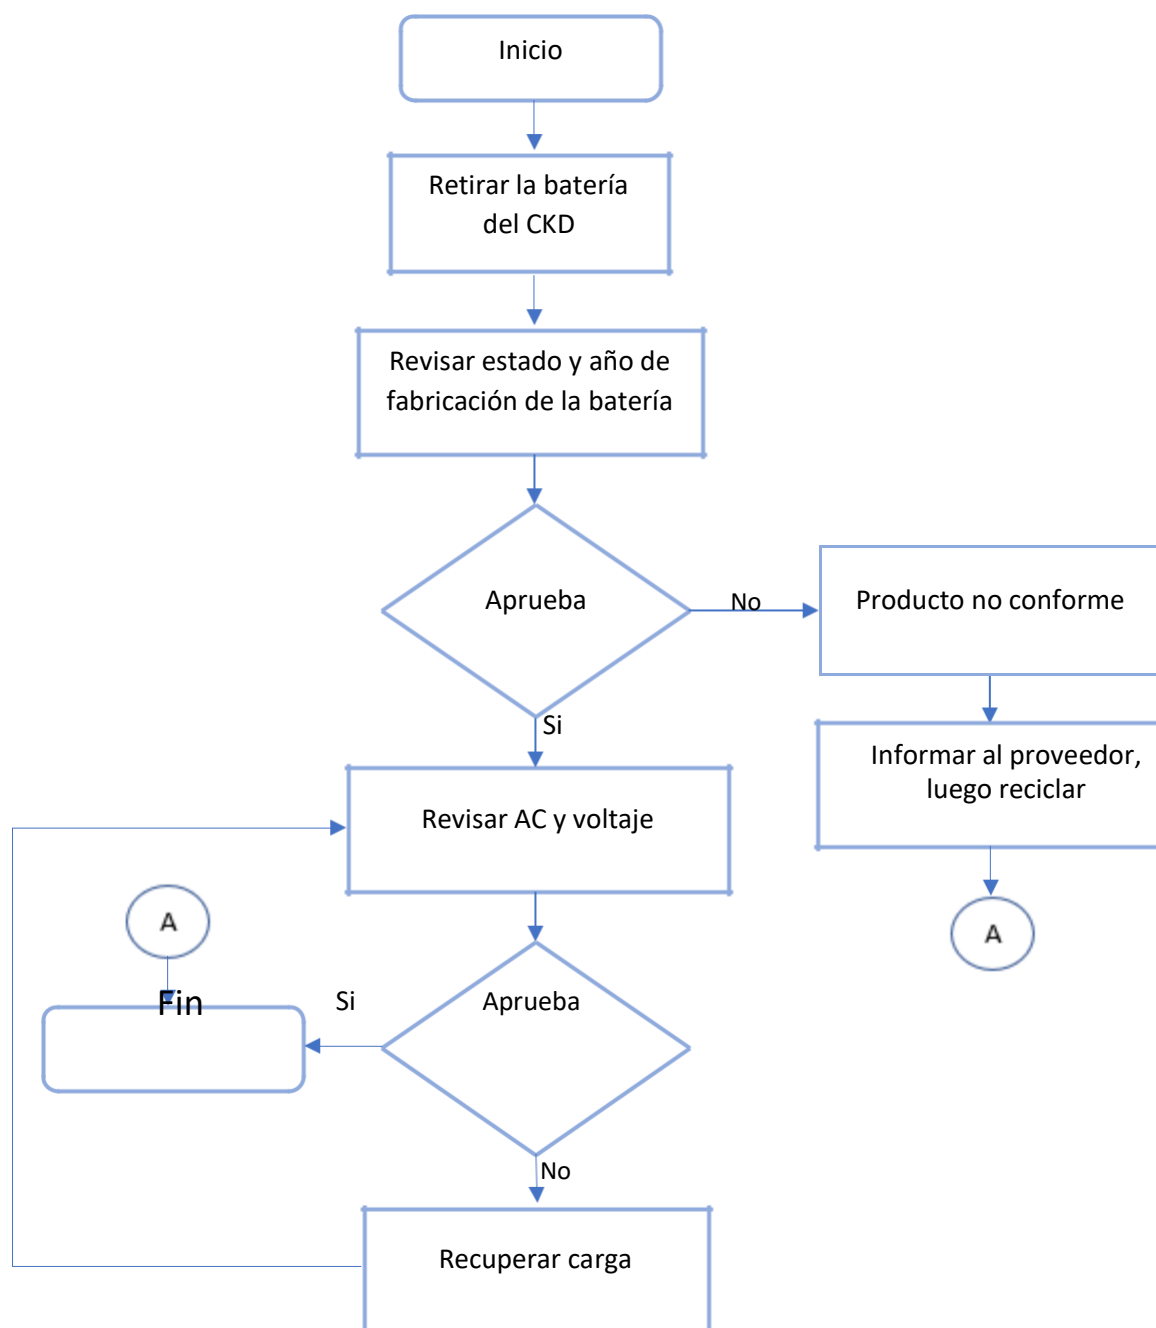 Inicio
Retirar la batería
del CKD
Revisar estado y año de
fabricación de la batería
Aprueba
No
Producto no conforme
Si
Informar al proveedor,
luego reciclar
Revisar AC y voltaje
A
A
Fin
Si
Aprueba
No
Recuperar carga